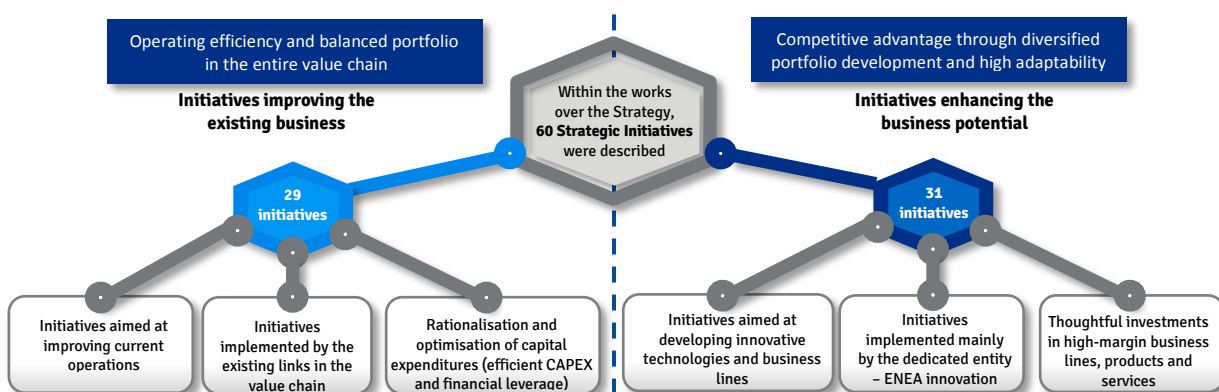 Operating efficiency and balanced portfolio
in the entire value chain
Initiatives improving the
existing business
Within the works
over the Strategy,
60 Strategic Initiatives
were described
Competitive advantage through diversified
portfolio development and high adaptability
Initiatives enhancing the
business potential
29
initiatives
31
initiatives
Initiatives aimed at
improving current
operations
Initiatives
implemented by the
existing links in the
value chain
Rationalisation and
optimisation of capital
expenditures (efficient CAPEX
and financial leverage)
Initiatives aimed at
developing innovative
technologies and business
lines
Initiatives
implemented mainly
by the dedicated entity
– ENEA innovation
Thoughtful investments
in high-margin business
lines, products and
services